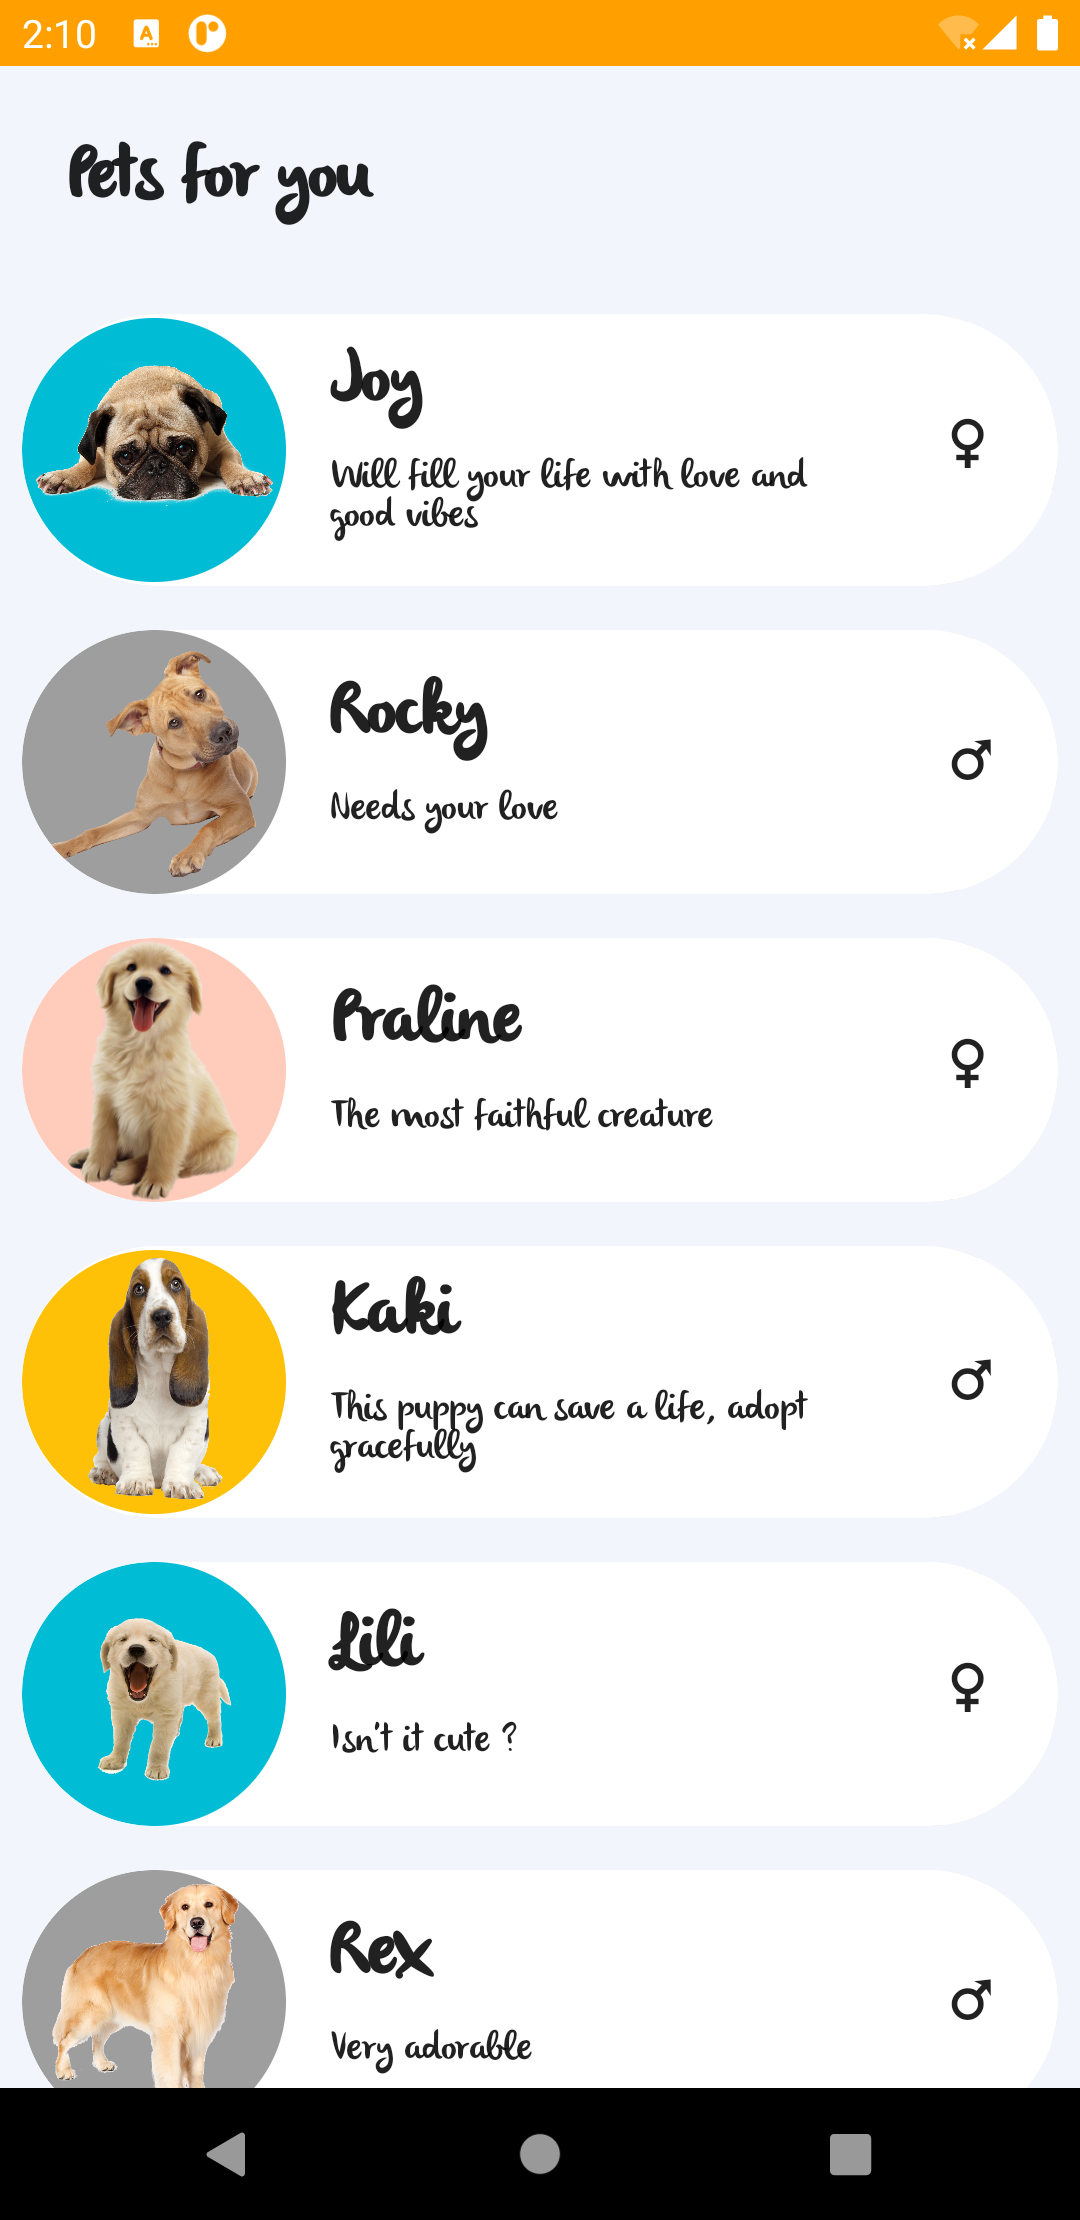 2:10
Pets for you
Joy
Will fill your life with love and
good vibes
Rocky
Needs your love
Praline
The most faithful creature
Kaki
This puppy can save a life, adopt
gracefully
Lili
Isn't it cute ?
Rex
Very adorable